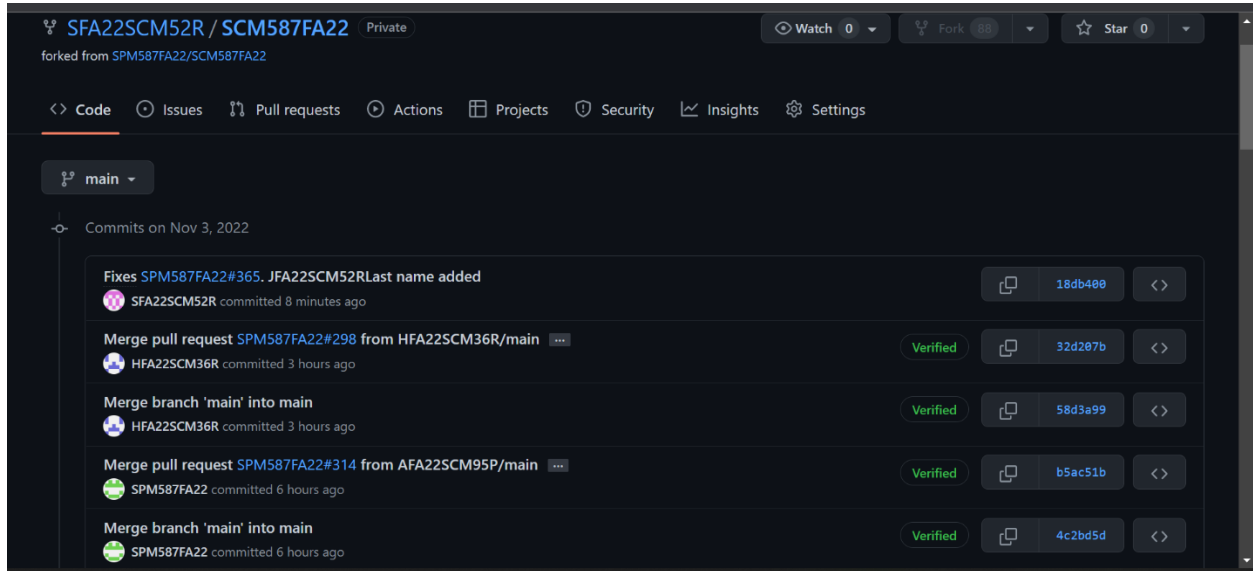 SFA22SCM52R / SCM587FA22 Private
Watch 0
Fork 88
Star 0
forked from SPM587FA22/SCM587FA22
<> Code Issues Pull requests Actions Projects Security Insights Settings
main
Commits on Nov 3, 2022
Fixes SPM587FA22#365. JFA22SCM52RLast name added
SFA22SCM52R committed 8 minutes ago
18db400
<>
Merge pull request SPM587FA22#298 from HFA22SCM36R/main ...
HFA22SCM36R committed 3 hours ago
Verified
32d207b
<>
Merge branch 'main' into main
HFA22SCM36R committed 3 hours ago
Verified
58d3a99
<>
Merge pull request SPM587FA22#314 from AFA22SCM95P/main ...
SPM587FA22 committed 6 hours ago
Verified
b5ac51b
<>
Merge branch 'main' into main
SPM587FA22 committed 6 hours ago
Verified
4c2bd5d
<>